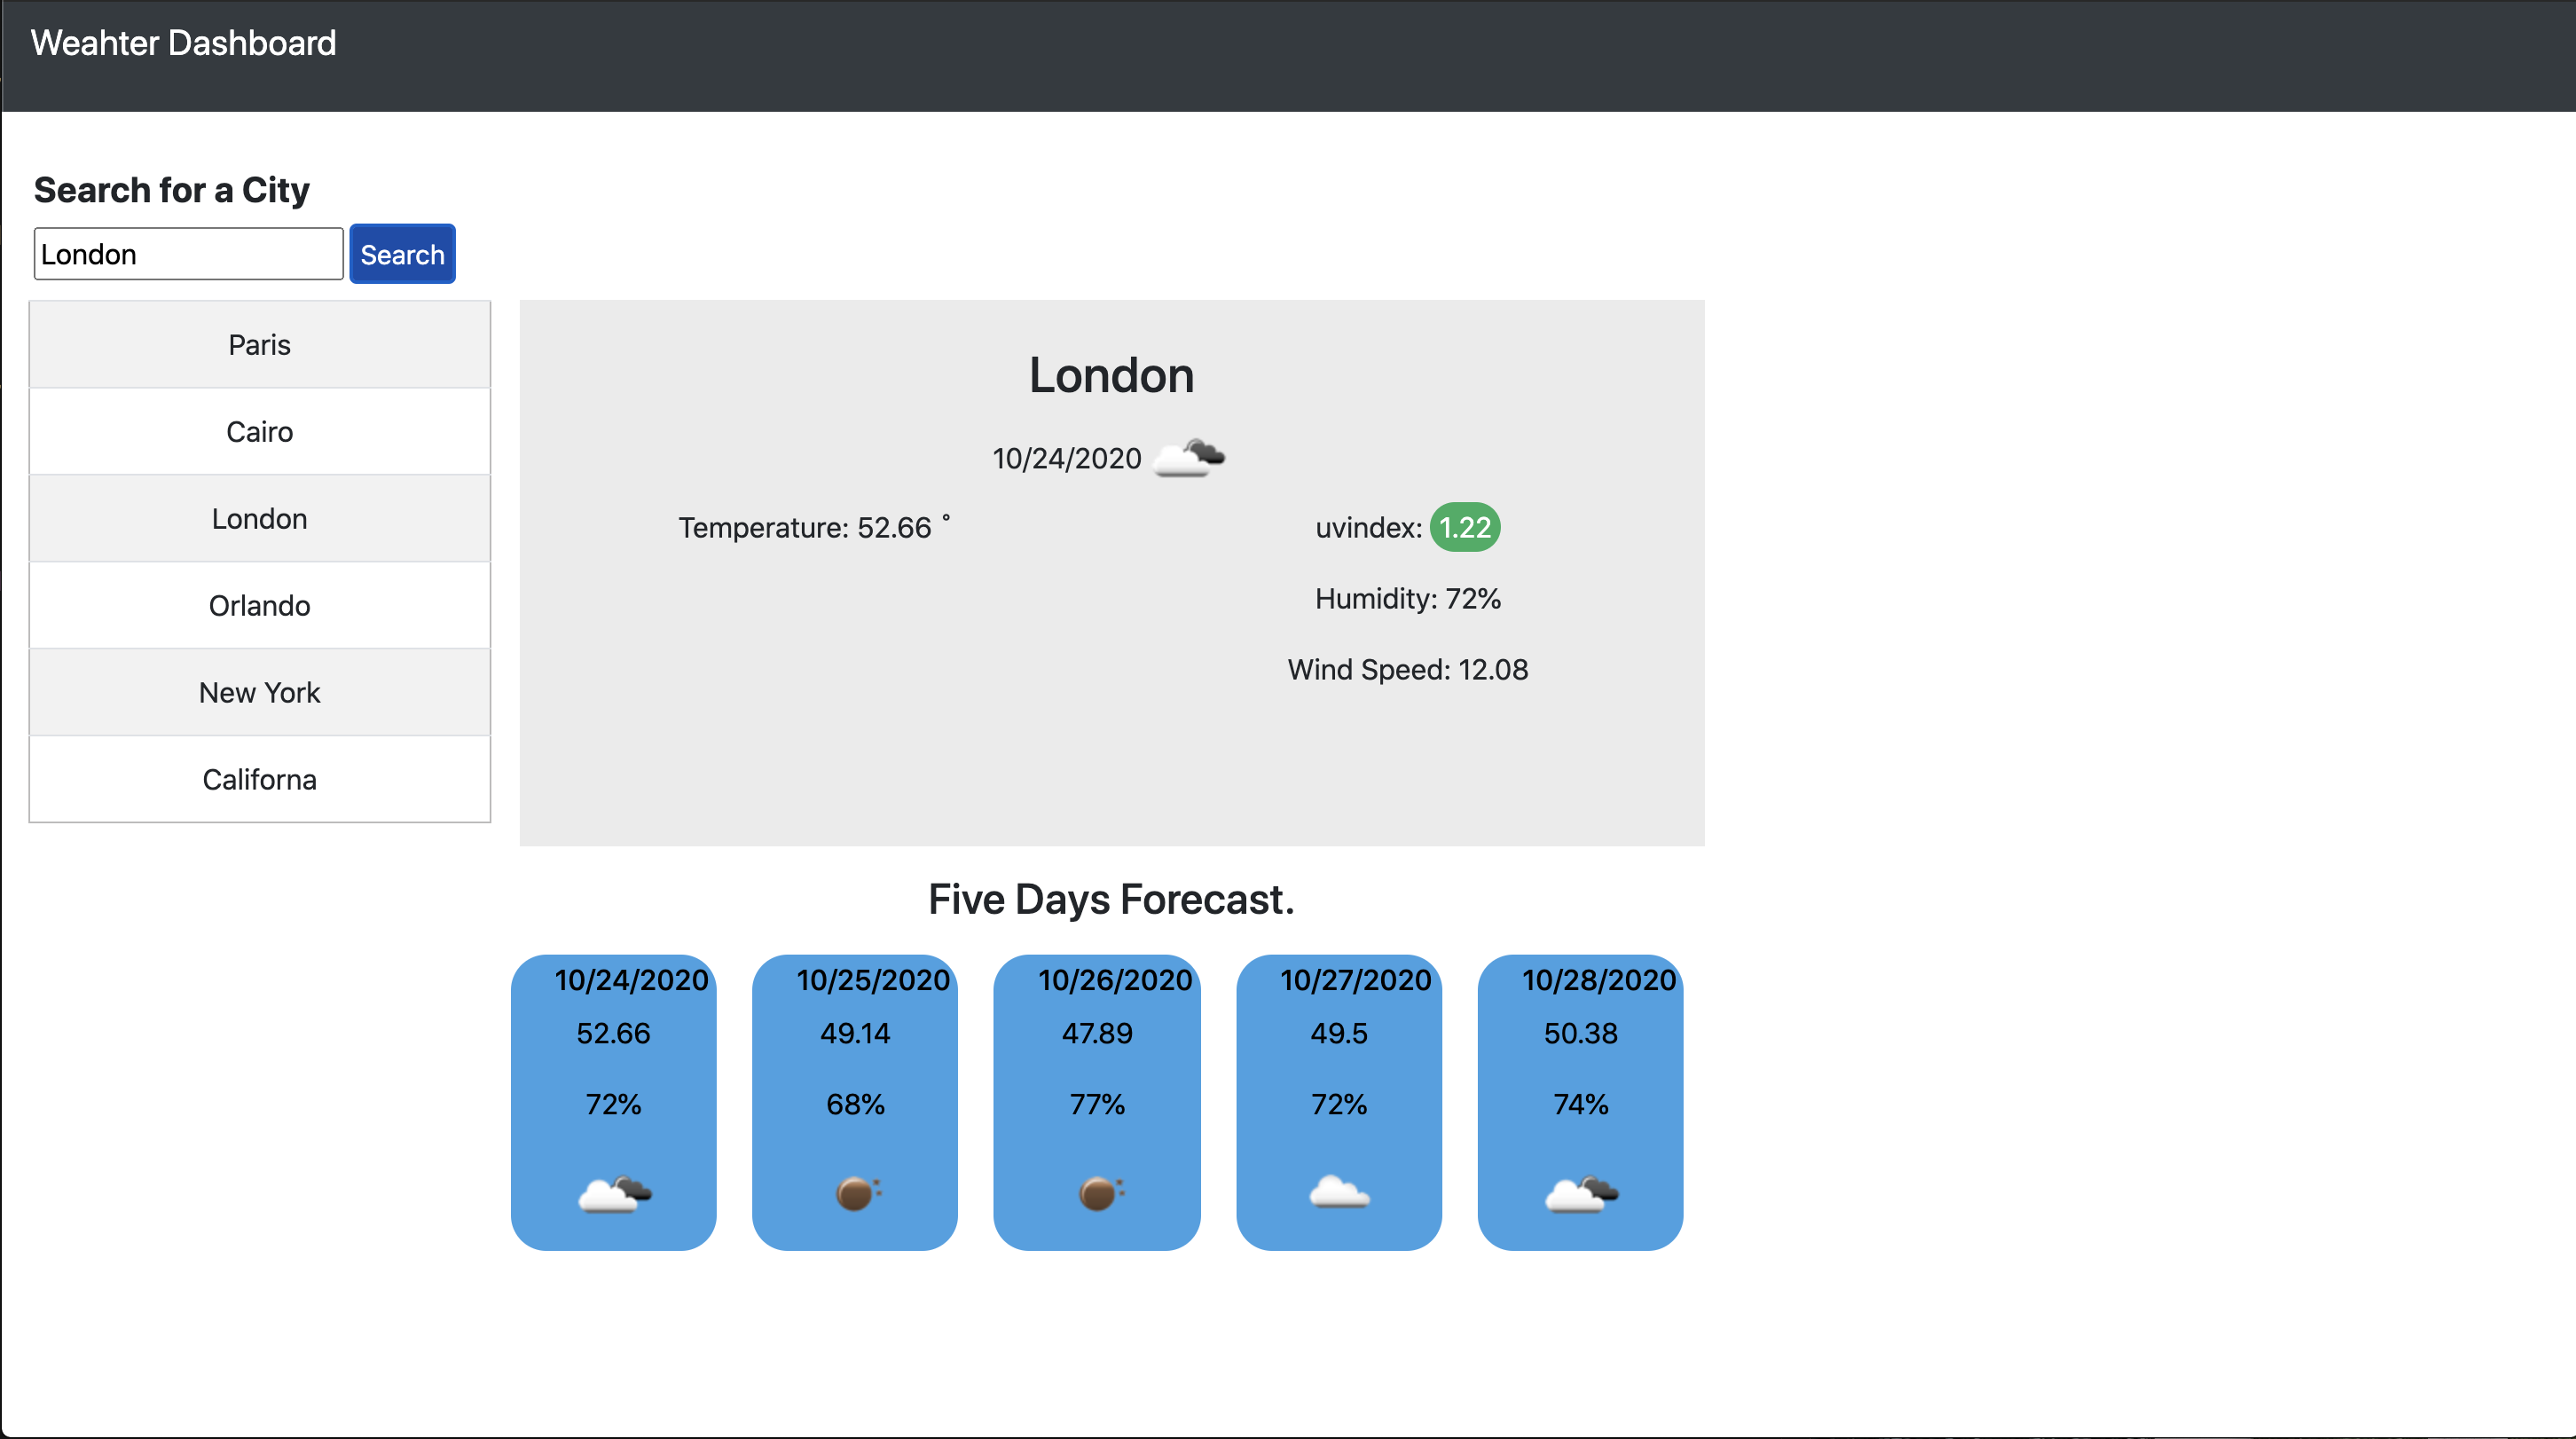 Weahter Dashboard
Search for a City
London Search
Paris
Cairo
London
Orlando
New York
Californa
London
10/24/2020
Temperature: 52.66 ° uvindex: 1.22
Humidity: 72%
Wind Speed: 12.08
Five Days Forecast.
10/24/2020 10/25/2020 10/26/2020 10/27/2020 10/28/2020
52.66 49.14 47.89 49.5 50.38
72% 68% 77% 72% 74%